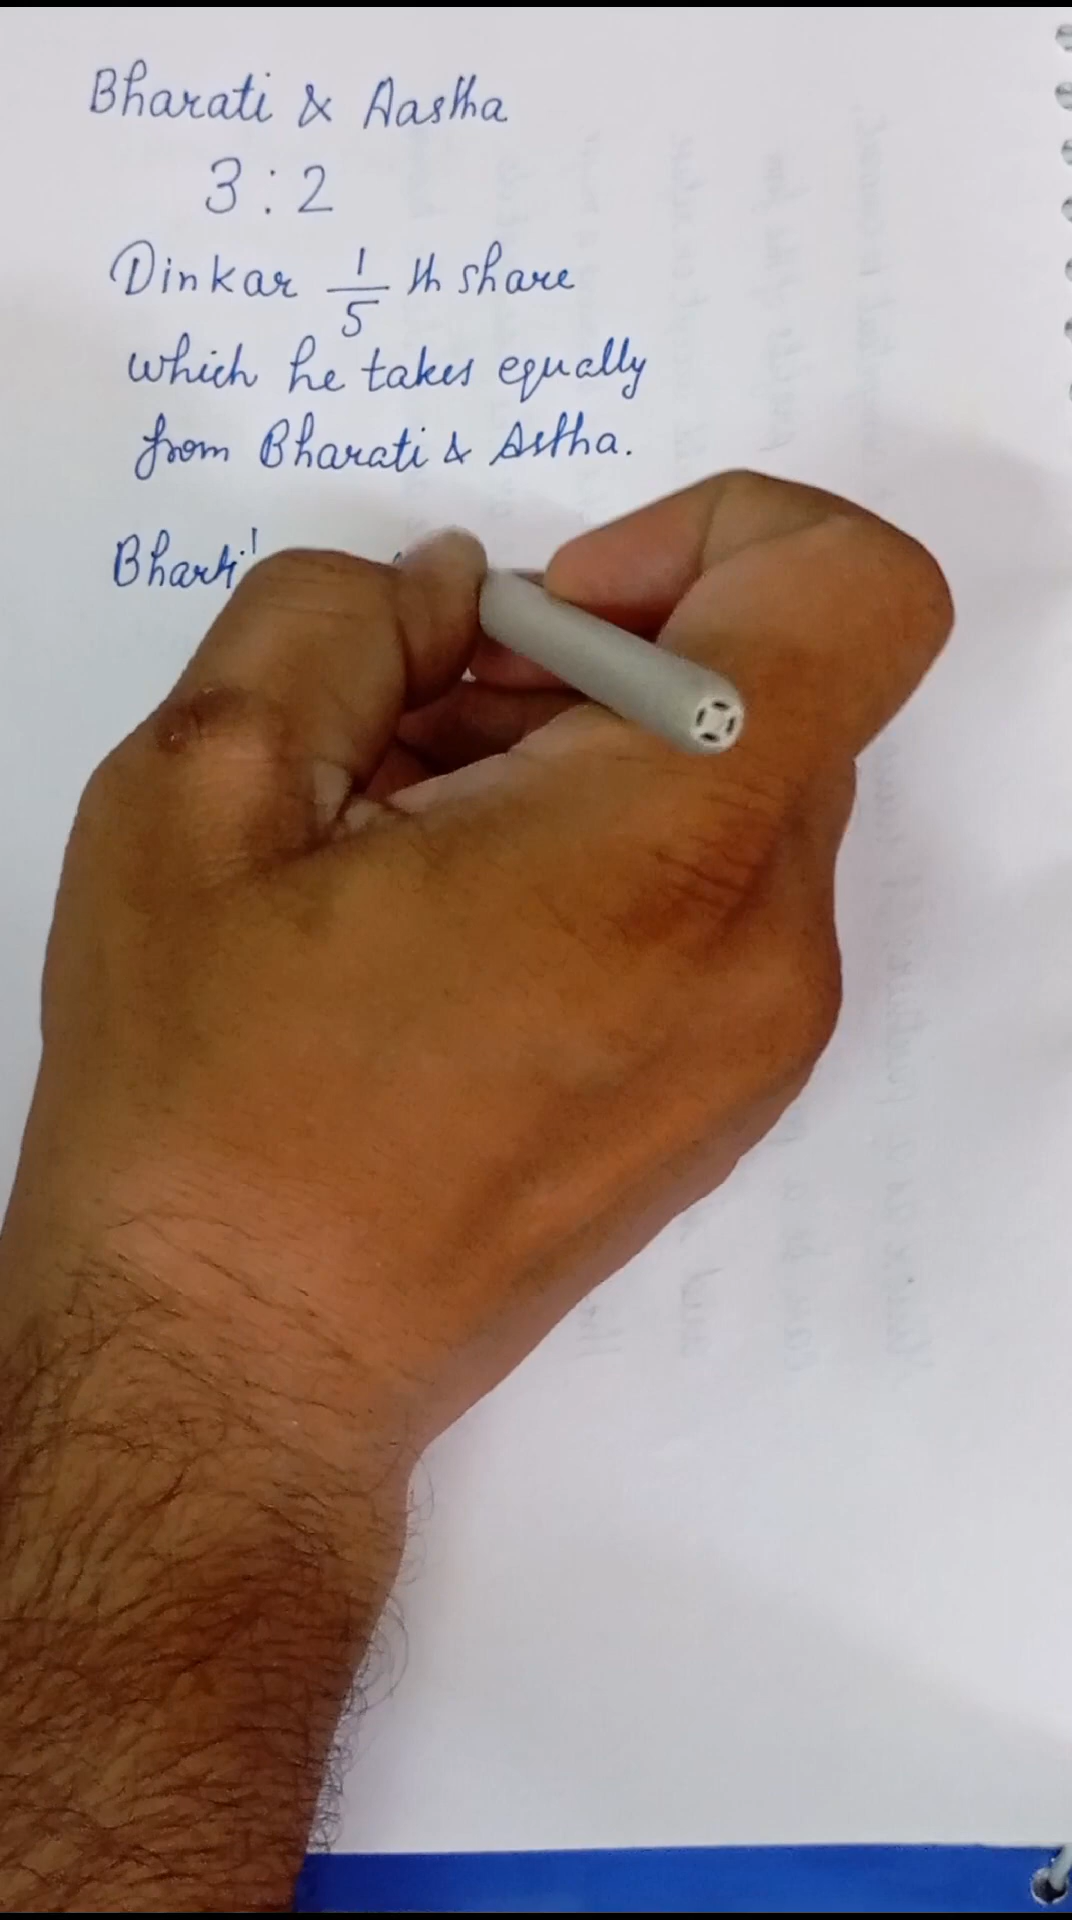 Bharati & Aastha
3 : 2
Dinkar 1/5 th share
which he takes equally
from Bharati & Astha.
Bharti'